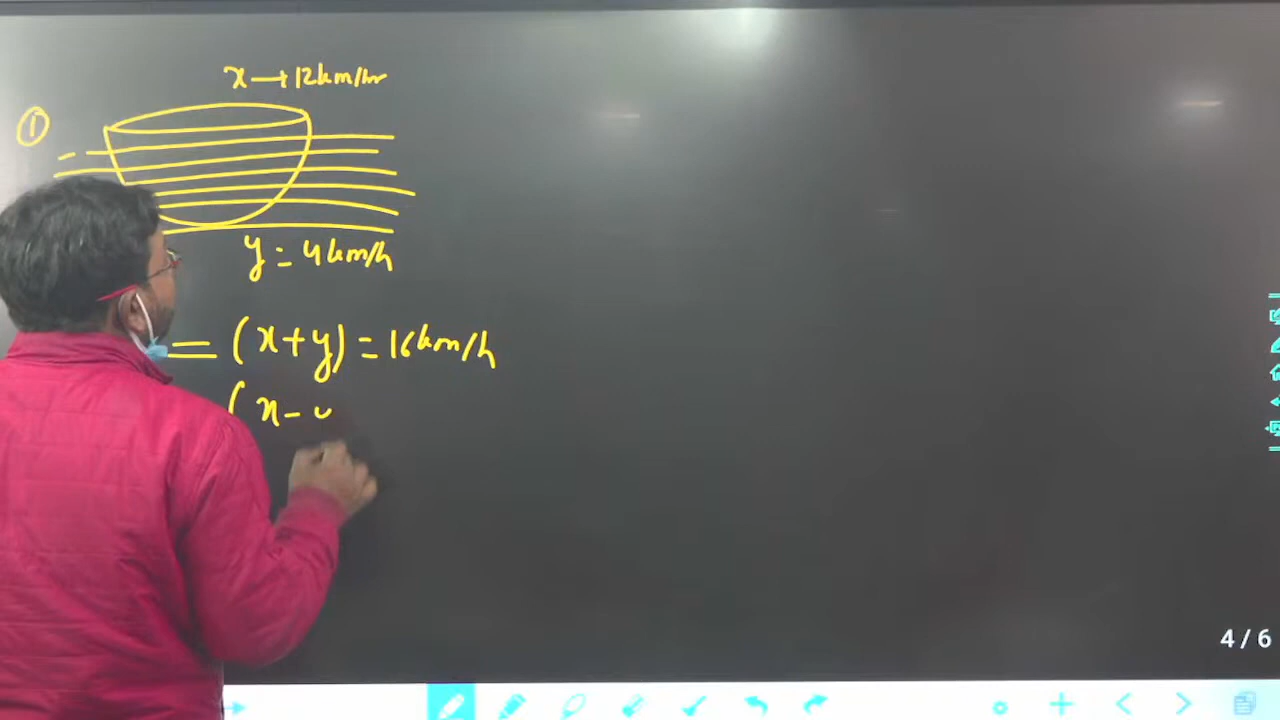 x → 12km/hr
①
y = 4km/h
= (x+y) = 16km/h
(x-
4 / 6